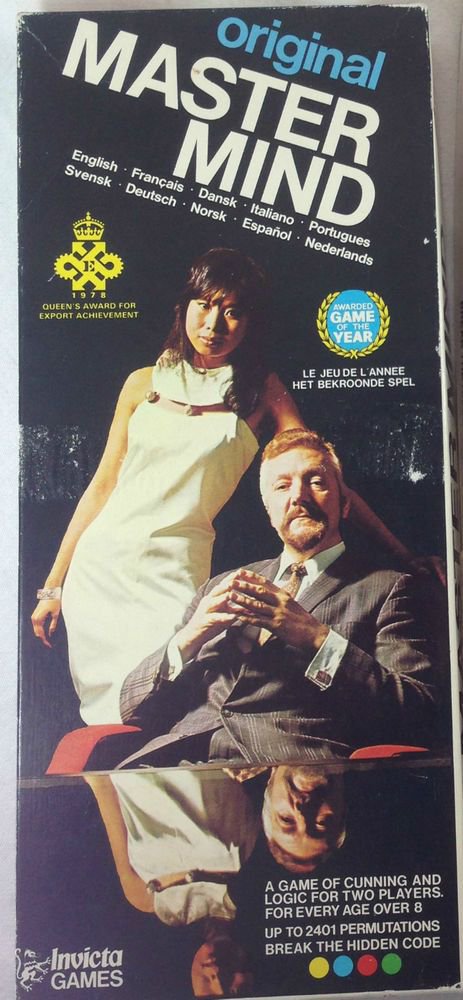 original
MASTER
MIND
English · Français · Dansk · Italiano · Portugues
Svensk · Deutsch · Norsk · Español · Nederlands
E
1978
QUEEN'S AWARD FOR
EXPORT ACHIEVEMENT
AWARDED
GAME
OF THE
YEAR
LE JEU DE L'ANNEE
HET BEKROONDE SPEL
A GAME OF CUNNING AND
LOGIC FOR TWO PLAYERS.
FOR EVERY AGE OVER 8
UP TO 2401 PERMUTATIONS
BREAK THE HIDDEN CODE
Invicta
GAMES